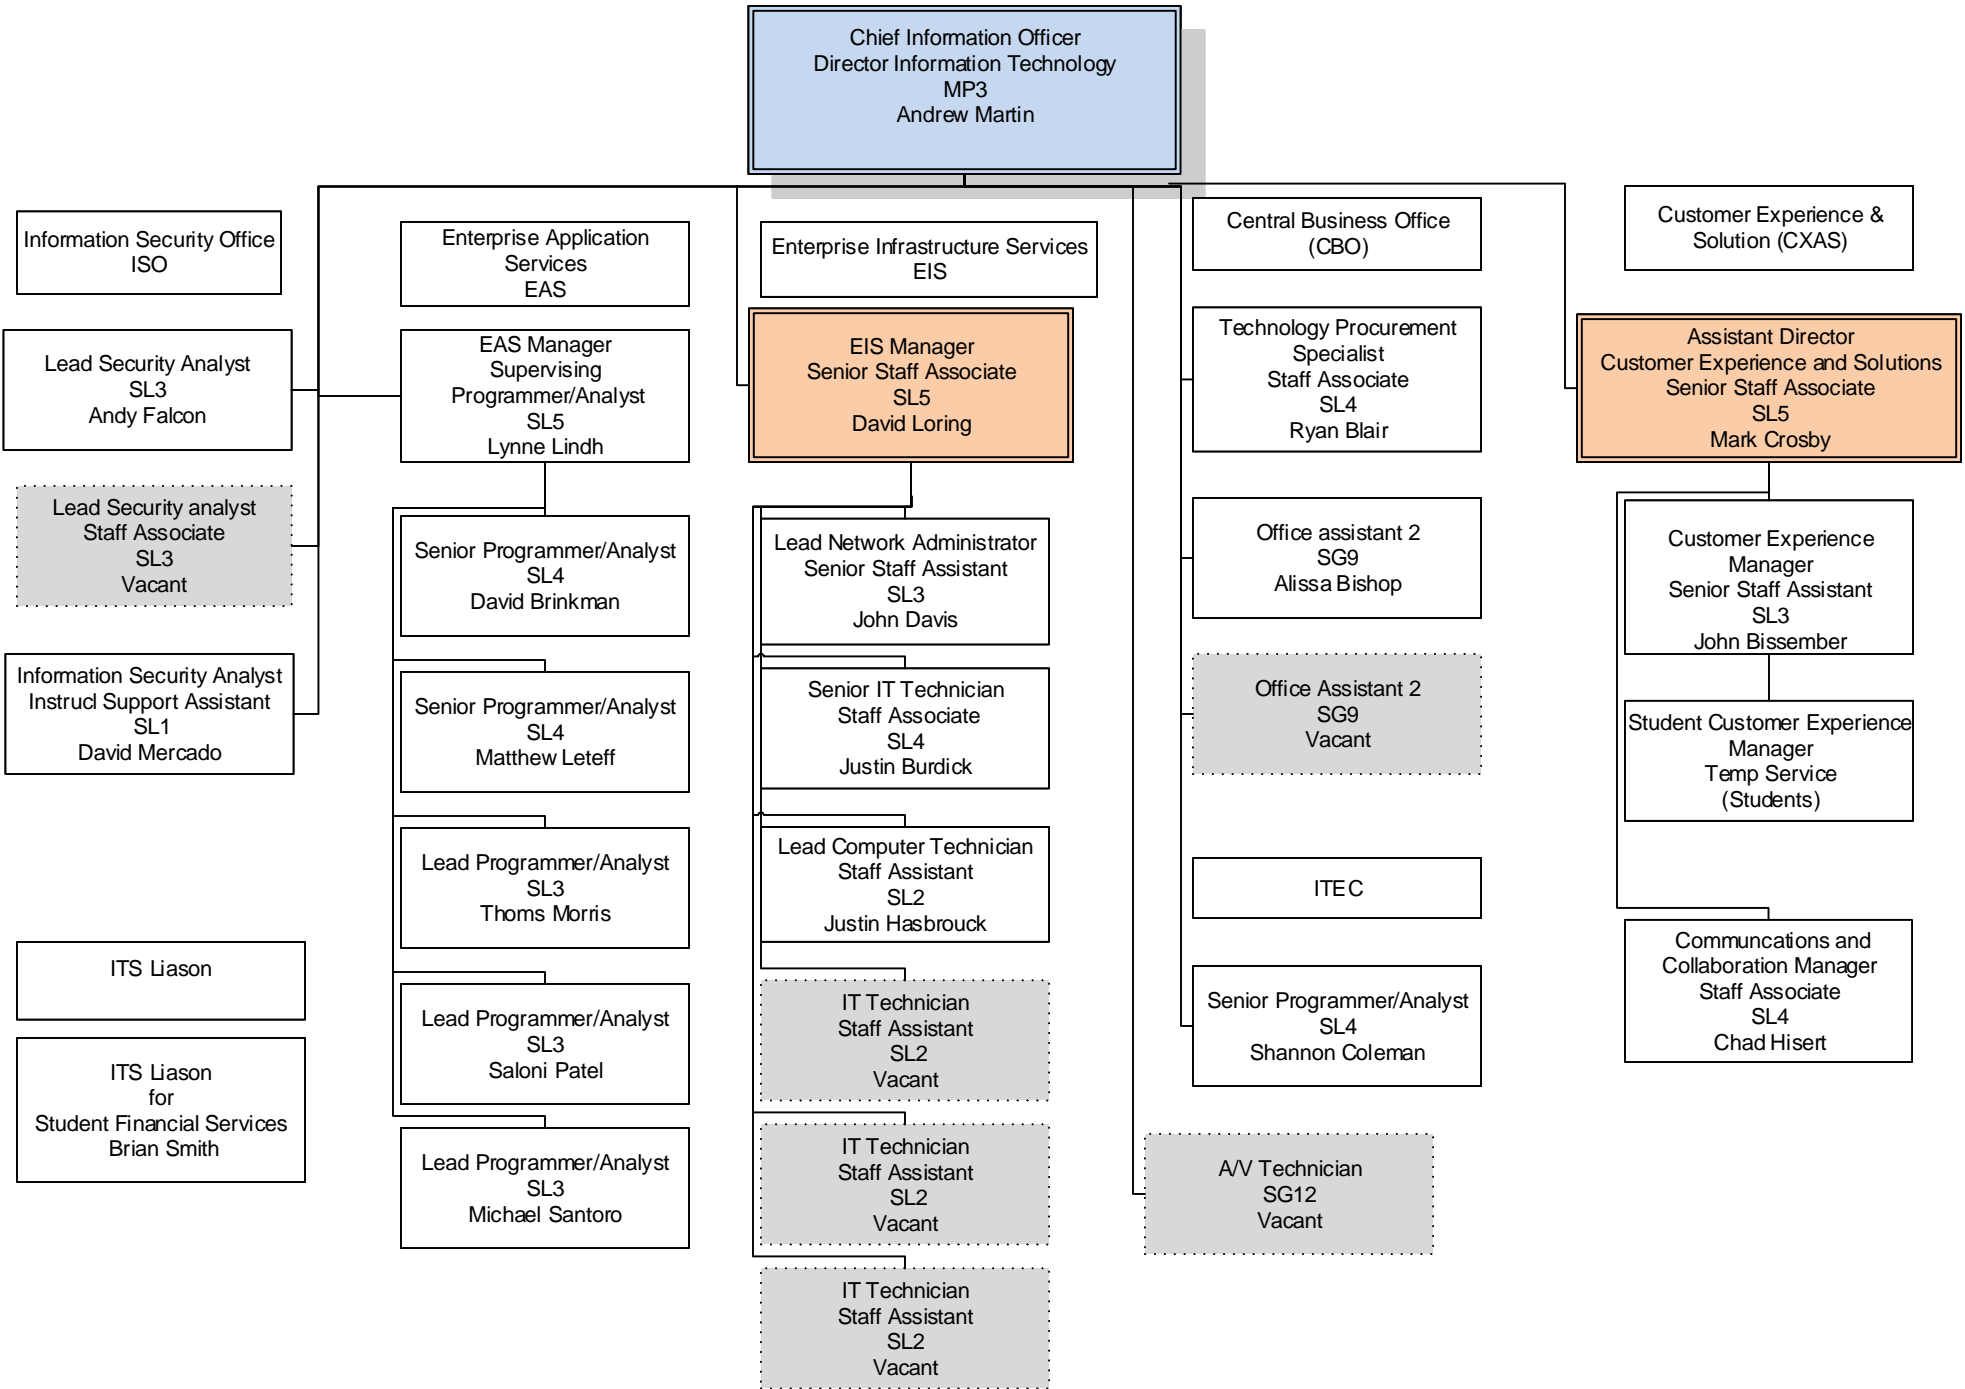 Chief Information Officer
Director Information Technology
MP3
Andrew Martin
Information Security Office
ISO
Lead Security Analyst
SL3
Andy Falcon
Lead Security analyst
Staff Associate
SL3
Vacant
Information Security Analyst
Instrucl Support Assistant
SL1
David Mercado
ITS Liason
ITS Liason
for
Student Financial Services
Brian Smith
Enterprise Application
Services
EAS
EAS Manager
Supervising
Programmer/Analyst
SL5
Lynne Lindh
Senior Programmer/Analyst
SL4
David Brinkman
Senior Programmer/Analyst
SL4
Matthew Leteff
Lead Programmer/Analyst
SL3
Thoms Morris
Lead Programmer/Analyst
SL3
Saloni Patel
Lead Programmer/Analyst
SL3
Michael Santoro
Enterprise Infrastructure Services
EIS
EIS Manager
Senior Staff Associate
SL5
David Loring
Lead Network Administrator
Senior Staff Assistant
SL3
John Davis
Senior IT Technician
Staff Associate
SL4
Justin Burdick
Lead Computer Technician
Staff Assistant
SL2
Justin Hasbrouck
IT Technician
Staff Assistant
SL2
Vacant
IT Technician
Staff Assistant
SL2
Vacant
IT Technician
Staff Assistant
SL2
Vacant
Central Business Office
(CBO)
Technology Procurement
Specialist
Staff Associate
SL4
Ryan Blair
Office assistant 2
SG9
Alissa Bishop
Office Assistant 2
SG9
Vacant
ITEC
Senior Programmer/Analyst
SL4
Shannon Coleman
A/V Technician
SG12
Vacant
Customer Experience &
Solution (CXAS)
Assistant Director
Customer Experience and Solutions
Senior Staff Associate
SL5
Mark Crosby
Customer Experience
Manager
Senior Staff Assistant
SL3
John Bissember
Student Customer Experience
Manager
Temp Service
(Students)
Communcations and
Collaboration Manager
Staff Associate
SL4
Chad Hisert